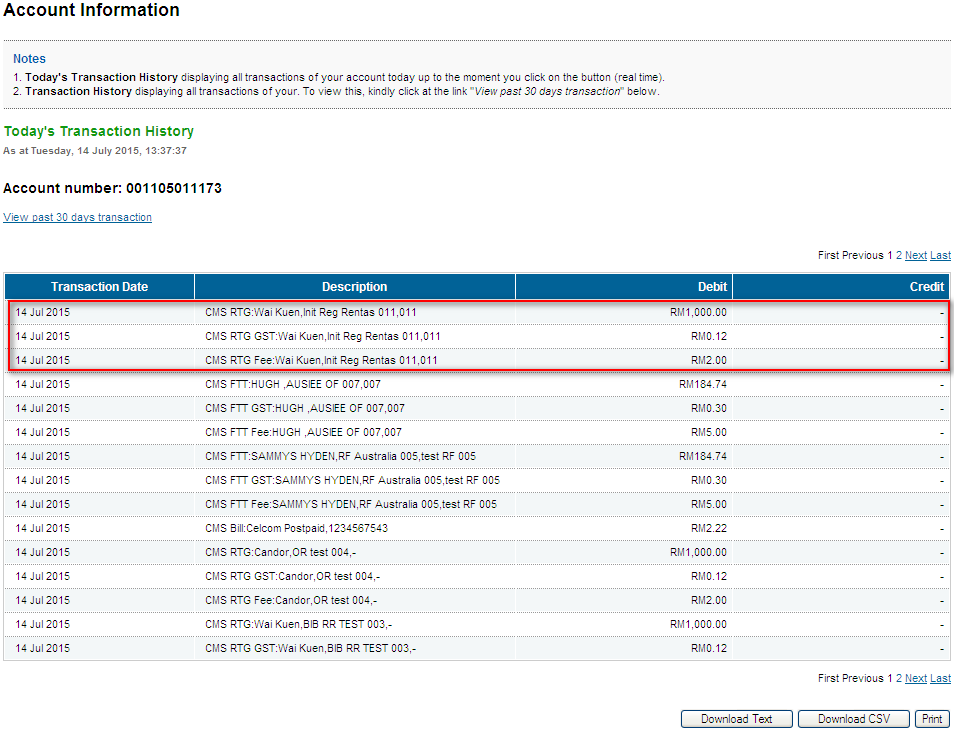 Account Information
Notes
1. Today's Transaction History displaying all transactions of your account today up to the moment you click on the button (real time).
2. Transaction History displaying all transactions of your. To view this, kindly click at the link "View past 30 days transaction" below.
Today's Transaction History
As at Tuesday, 14 July 2015, 13:37:37
Account number: 001105011173
View past 30 days transaction
First Previous 1 2 Next Last
Transaction Date Description Debit Credit
14 Jul 2015 CMS RTG:Wai Kuen,Init Reg Rentas 011,011 RM1,000.00 -
14 Jul 2015 CMS RTG GST:Wai Kuen,Init Reg Rentas 011,011 RM0.12 -
14 Jul 2015 CMS RTG Fee:Wai Kuen,Init Reg Rentas 011,011 RM2.00 -
14 Jul 2015 CMS FTT:HUGH ,AUSIEE OF 007,007 RM184.74 -
14 Jul 2015 CMS FTT GST:HUGH ,AUSIEE OF 007,007 RM0.30 -
14 Jul 2015 CMS FTT Fee:HUGH ,AUSIEE OF 007,007 RM5.00 -
14 Jul 2015 CMS FTT:SAMMYS HYDEN,RF Australia 005,test RF 005 RM184.74 -
14 Jul 2015 CMS FTT GST:SAMMYS HYDEN,RF Australia 005,test RF 005 RM0.30 -
14 Jul 2015 CMS FTT Fee:SAMMYS HYDEN,RF Australia 005,test RF 005 RM5.00 -
14 Jul 2015 CMS Bill:Celcom Postpaid,1234567543 RM2.22 -
14 Jul 2015 CMS RTG:Candor,OR test 004,- RM1,000.00 -
14 Jul 2015 CMS RTG GST:Candor,OR test 004,- RM0.12 -
14 Jul 2015 CMS RTG Fee:Candor,OR test 004,- RM2.00 -
14 Jul 2015 CMS RTG:Wai Kuen,BIB RR TEST 003,- RM1,000.00 -
14 Jul 2015 CMS RTG GST:Wai Kuen,BIB RR TEST 003,- RM0.12 -
First Previous 1 2 Next Last
Download Text Download CSV Print